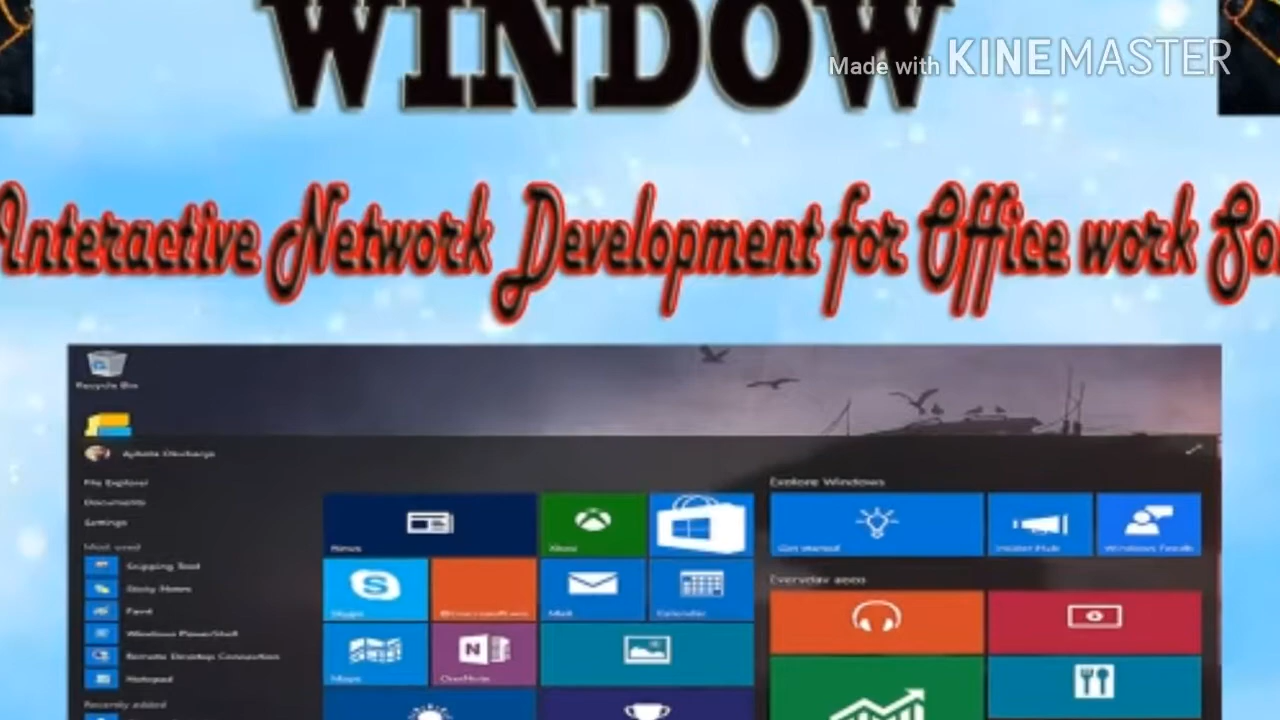 WINDOW
Made with KINEMASTER
Interactive Network Development for Office work So
Recycle Bin
File Explorer
Documents
Settings
Most used
Snipping Tool
Sticky Notes
Paint
Windows PowerShell
Remote Desktop Connection
Notepad
Recently added
News
Xbox
Skype
Mail
Calendar
Maps
OneNote
Explore Windows
Get started
Insider Hub
Windows Feedb
Everyday apps